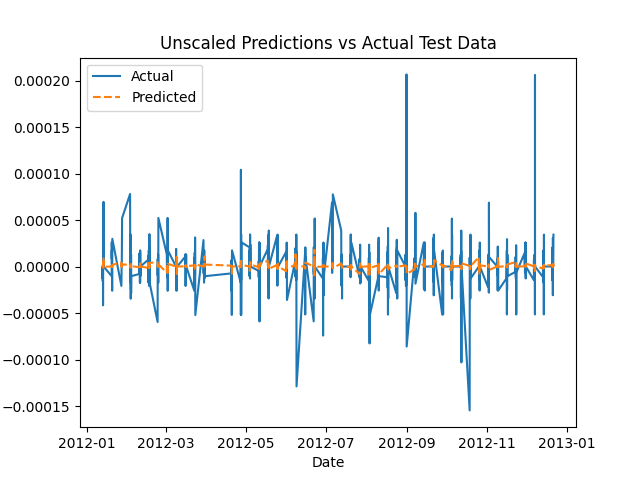 Unscaled Predictions vs Actual Test Data
Actual
Predicted
0.00020
0.00015
0.00010
0.00005
0.00000
−0.00005
−0.00010
−0.00015
2012-01 2012-03 2012-05 2012-07 2012-09 2012-11 2013-01
Date